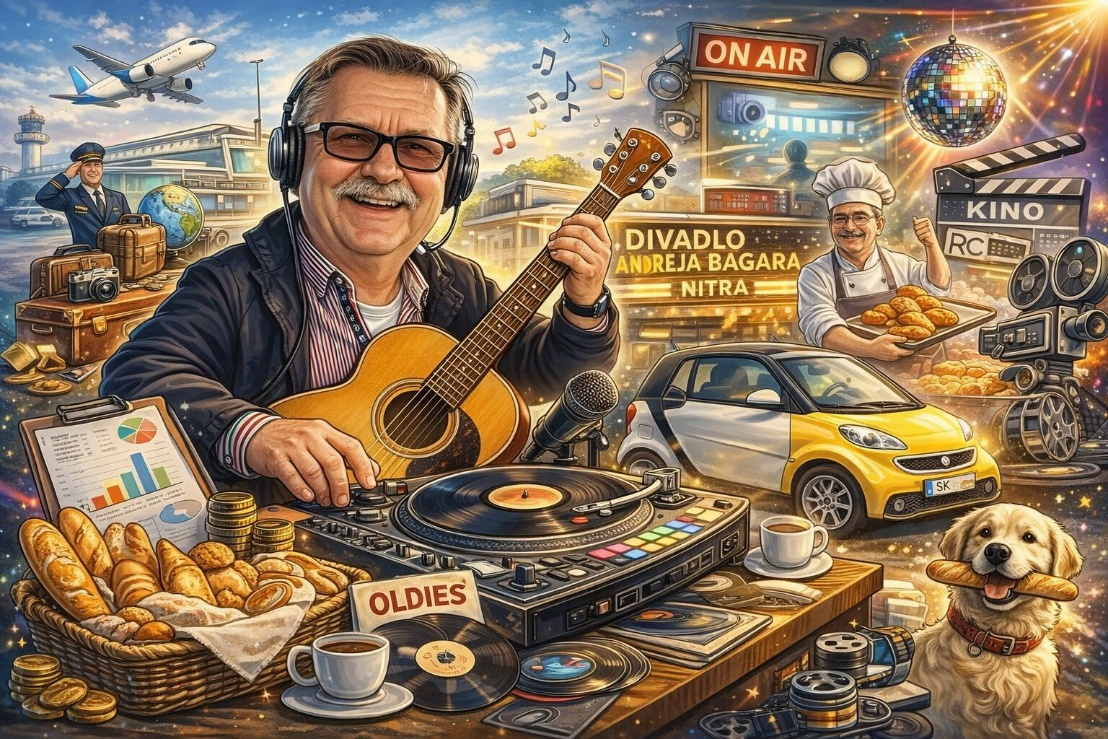 ON AIR
DIVADLO
ANDREJA BAGARA
NITRA
KINO
RC
SK
OLDIES